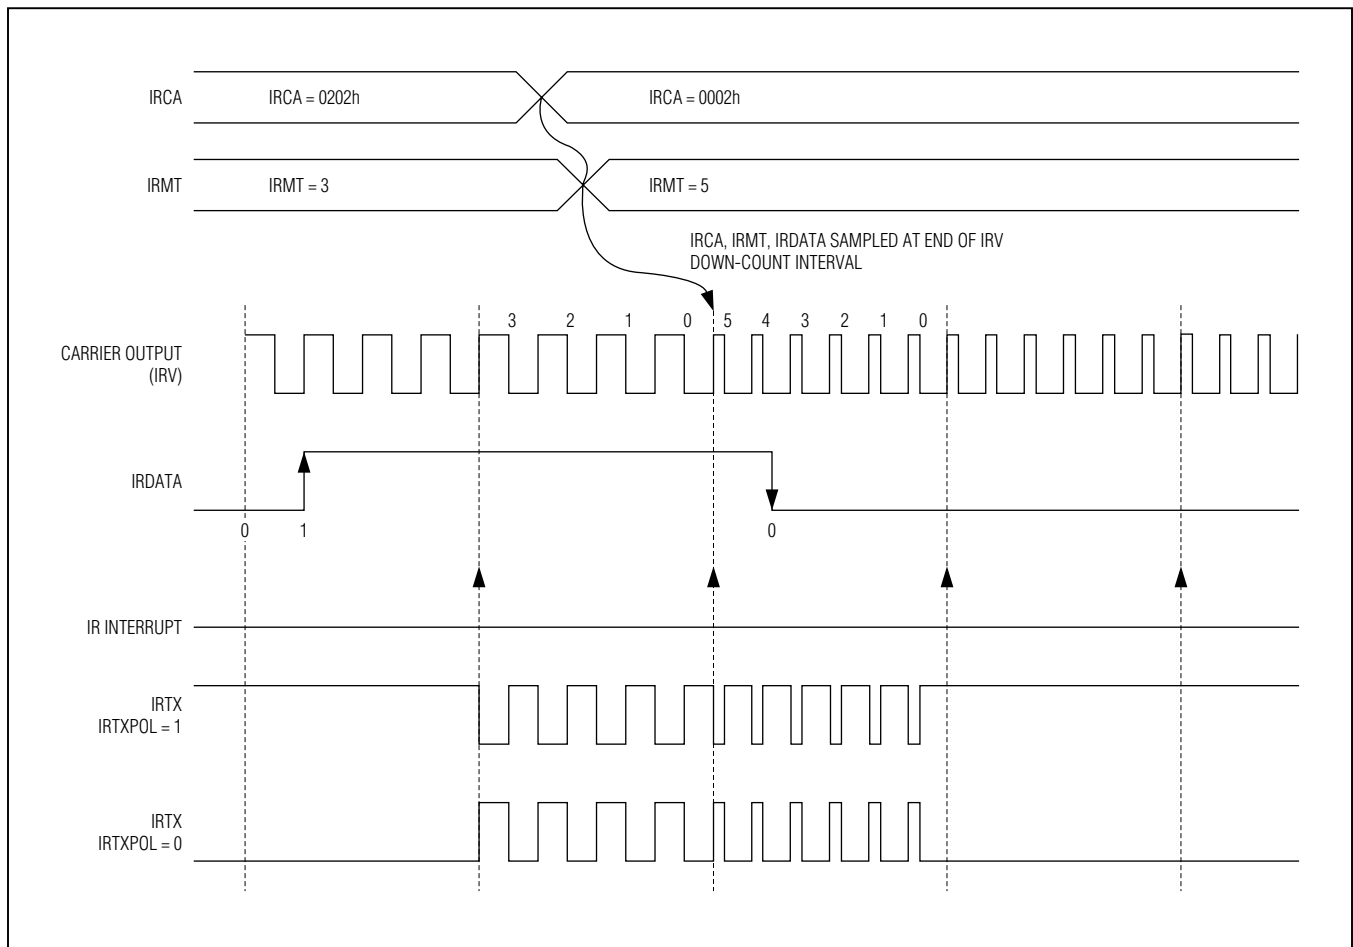 IRCA IRCA = 0202h IRCA = 0002h
IRMT IRMT = 3 IRMT = 5
IRCA, IRMT, IRDATA SAMPLED AT END OF IRV
DOWN-COUNT INTERVAL
3 2 1 0 5 4 3 2 1 0
CARRIER OUTPUT
(IRV)
IRDATA
0 1 0
IR INTERRUPT
IRTX
IRTXPOL = 1
IRTX
IRTXPOL = 0